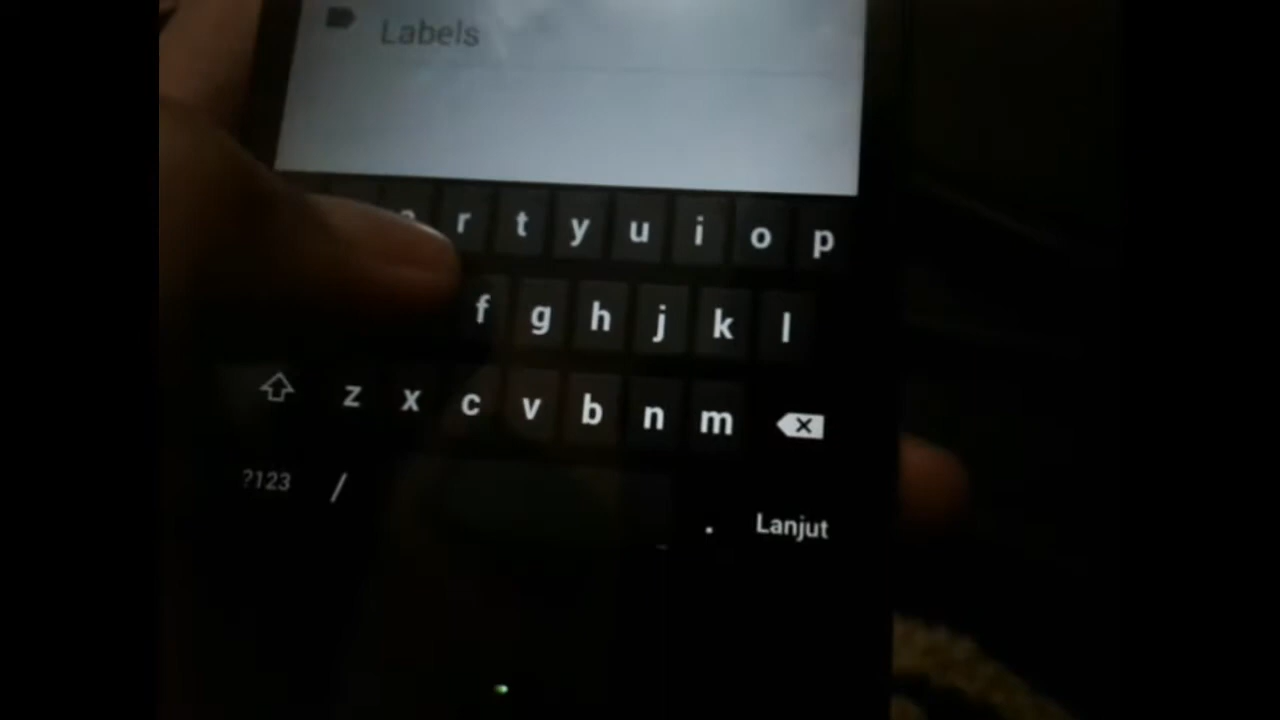 Labels
r t y u i o p
f g h j k l
z x c v b n m
?123 / . Lanjut